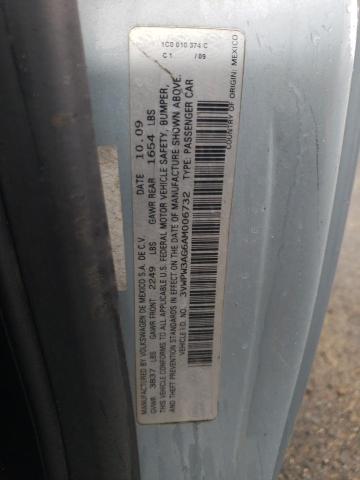 1C0 010 374 C
C 1 / 09
MANUFACTURED BY VOLKSWAGEN DE MEXICO S.A. DE C.V. DATE 10.09
GVWR 3837 LBS GAWR FRONT 2249 LBS GAWR REAR 1654 LBS
THIS VEHICLE CONFORMS TO ALL APPLICABLE U.S. FEDERAL MOTOR VEHICLE SAFETY, BUMPER,
AND THEFT PREVENTION STANDARDS IN EFFECT ON THE DATE OF MANUFACTURE SHOWN ABOVE.
VEHICLE I.D. NO. 3VWPW3AG6AM006732 TYPE: PASSENGER CAR
COUNTRY OF ORIGIN: MEXICO